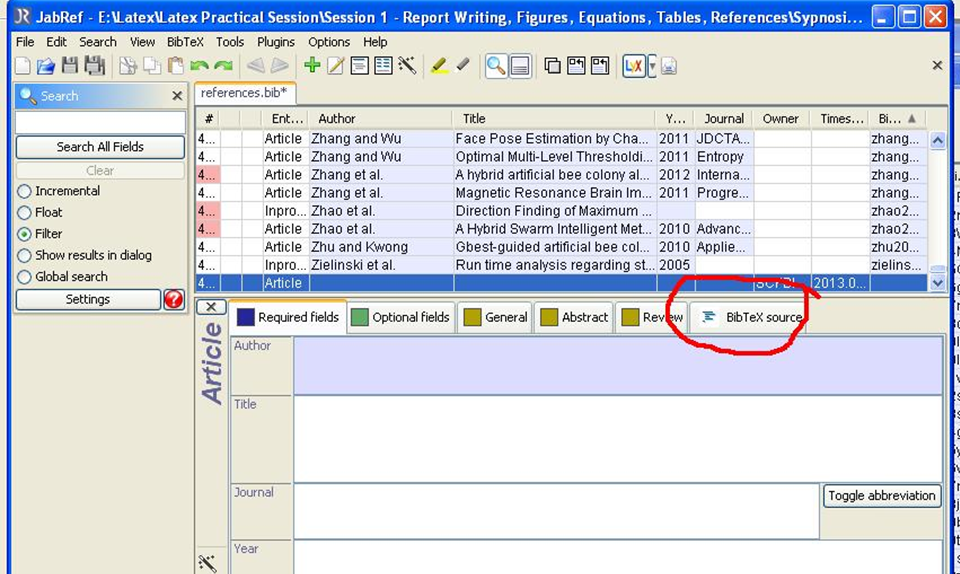 JabRef - E:\Latex\Latex Practical Session\Session 1 - Report Writing, Figures, Equations, Tables, References\Sypnosi...
File Edit Search View BibTeX Tools Plugins Options Help
references.bib*
Search
Search All Fields
Clear
Incremental
Float
Filter
Show results in dialog
Global search
Settings
# Ent... Author Title Y... Journal Owner Times... Bi...
4... Article Zhang and Wu Face Pose Estimation by Cha... 2011 JDCTA... zhang...
4... Article Zhang and Wu Optimal Multi-Level Thresholdi... 2011 Entropy zhang...
4... Article Zhang et al. A hybrid artificial bee colony al... 2012 Interna... zhang...
4... Article Zhang et al. Magnetic Resonance Brain Im... 2011 Progre... zhang...
4... Inpro... Zhao et al. Direction Finding of Maximum ... zhao2...
4... Article Zhao et al. A Hybrid Swarm Intelligent Met... 2010 Advanc... zhao2...
4... Article Zhu and Kwong Gbest-guided artificial bee col... 2010 Applie... zhu20...
4... Inpro... Zielinski et al. Run time analysis regarding st... 2005 zielins...
4... Article 2013.0...
Required fields Optional fields General Abstract Review BibTeX source
Article
Author
Title
Journal
Toggle abbreviation
Year